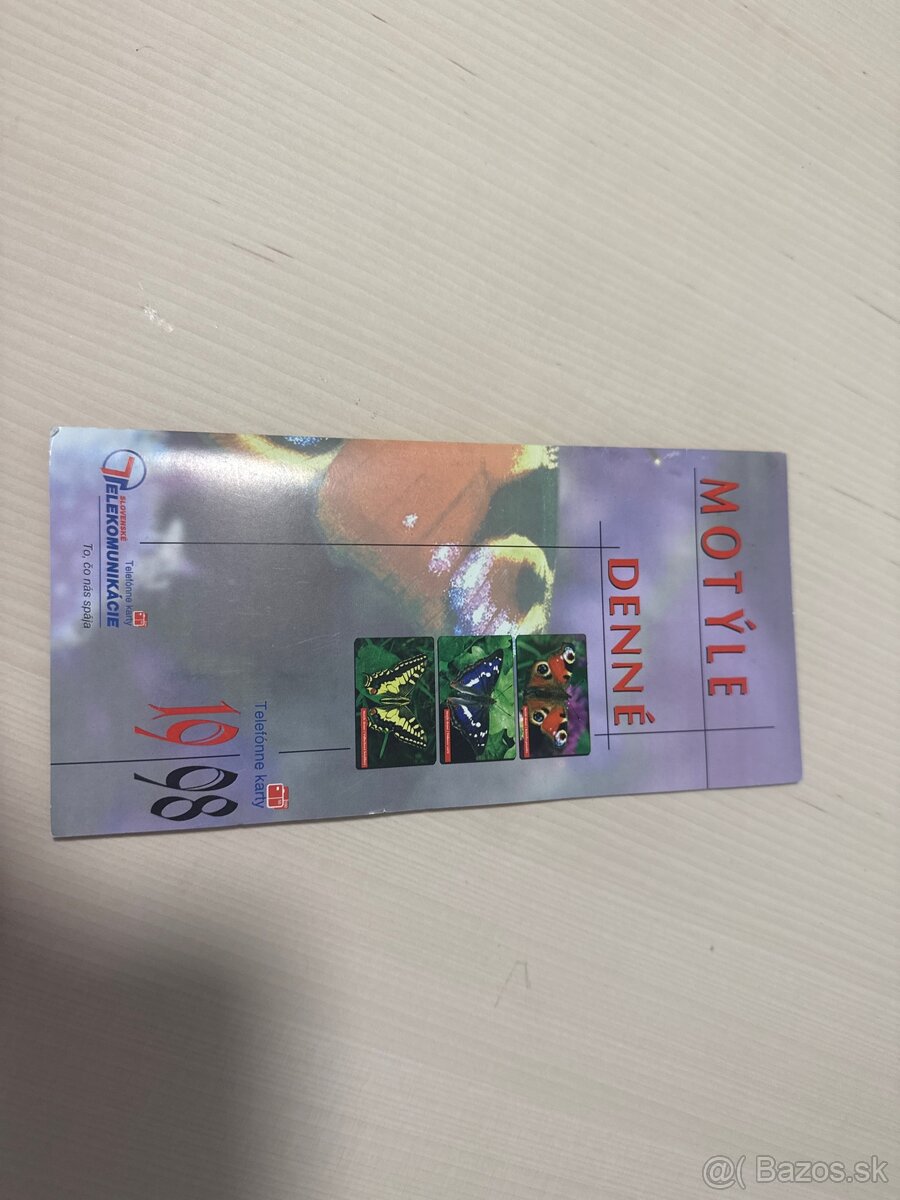 MOTÝLE
DENNÉ
Telefónne karty
1998
Telefónne karty
SLOVENSKÉ
TELEKOMUNIKÁCIE
To, čo nás spája
@( Bazos.sk